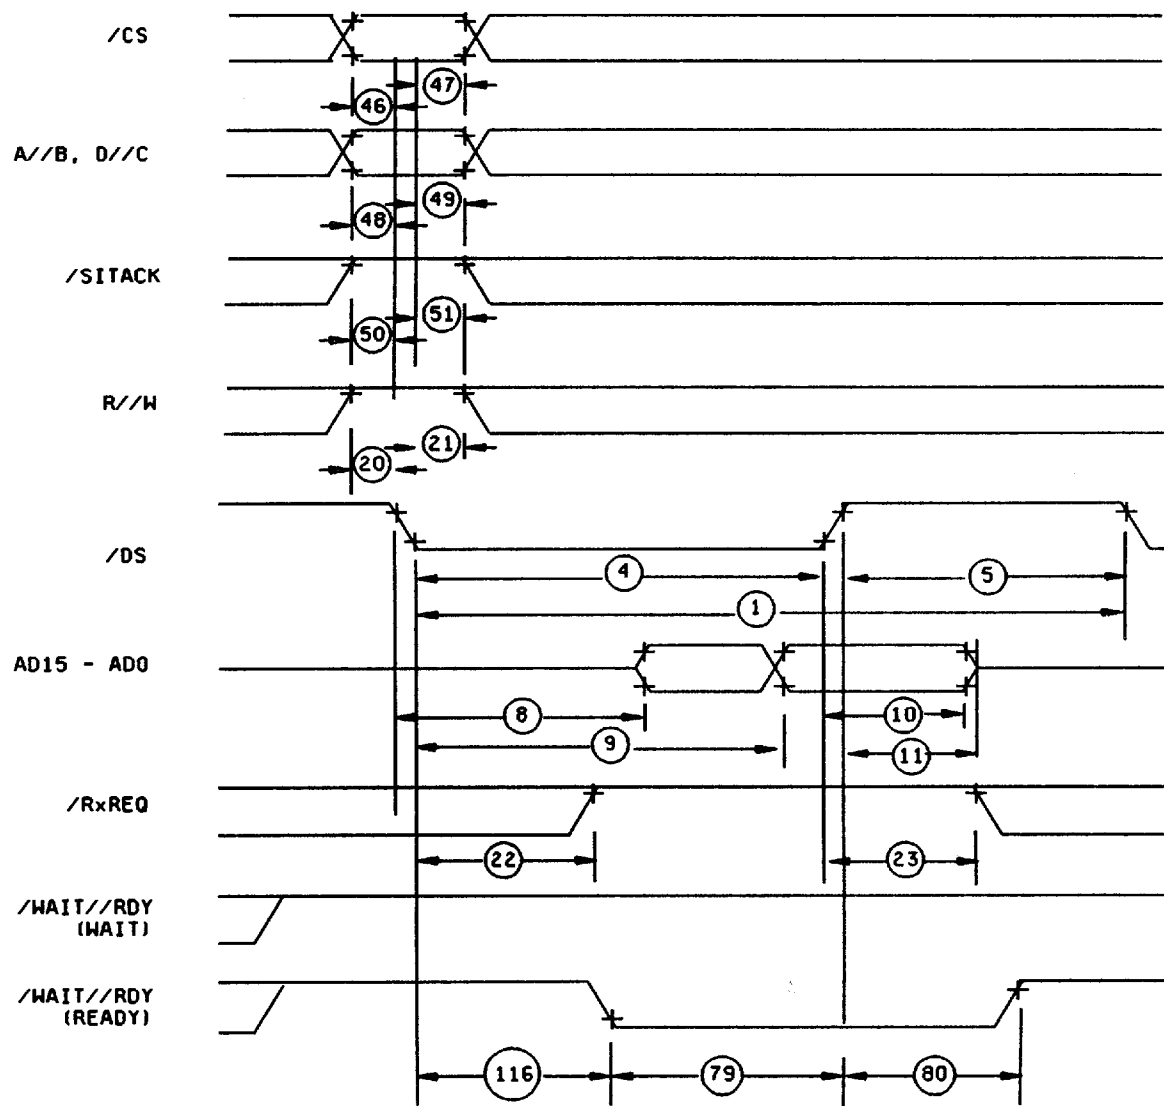 /CS
47
46
A//B, D//C
49
48
/SITACK
51
50
R//W
21
20
/DS
4
5
1
AD15 - AD0
8
10
9
11
/RxREQ
22
23
/WAIT//RDY
(WAIT)
/WAIT//RDY
(READY)
116
79
80